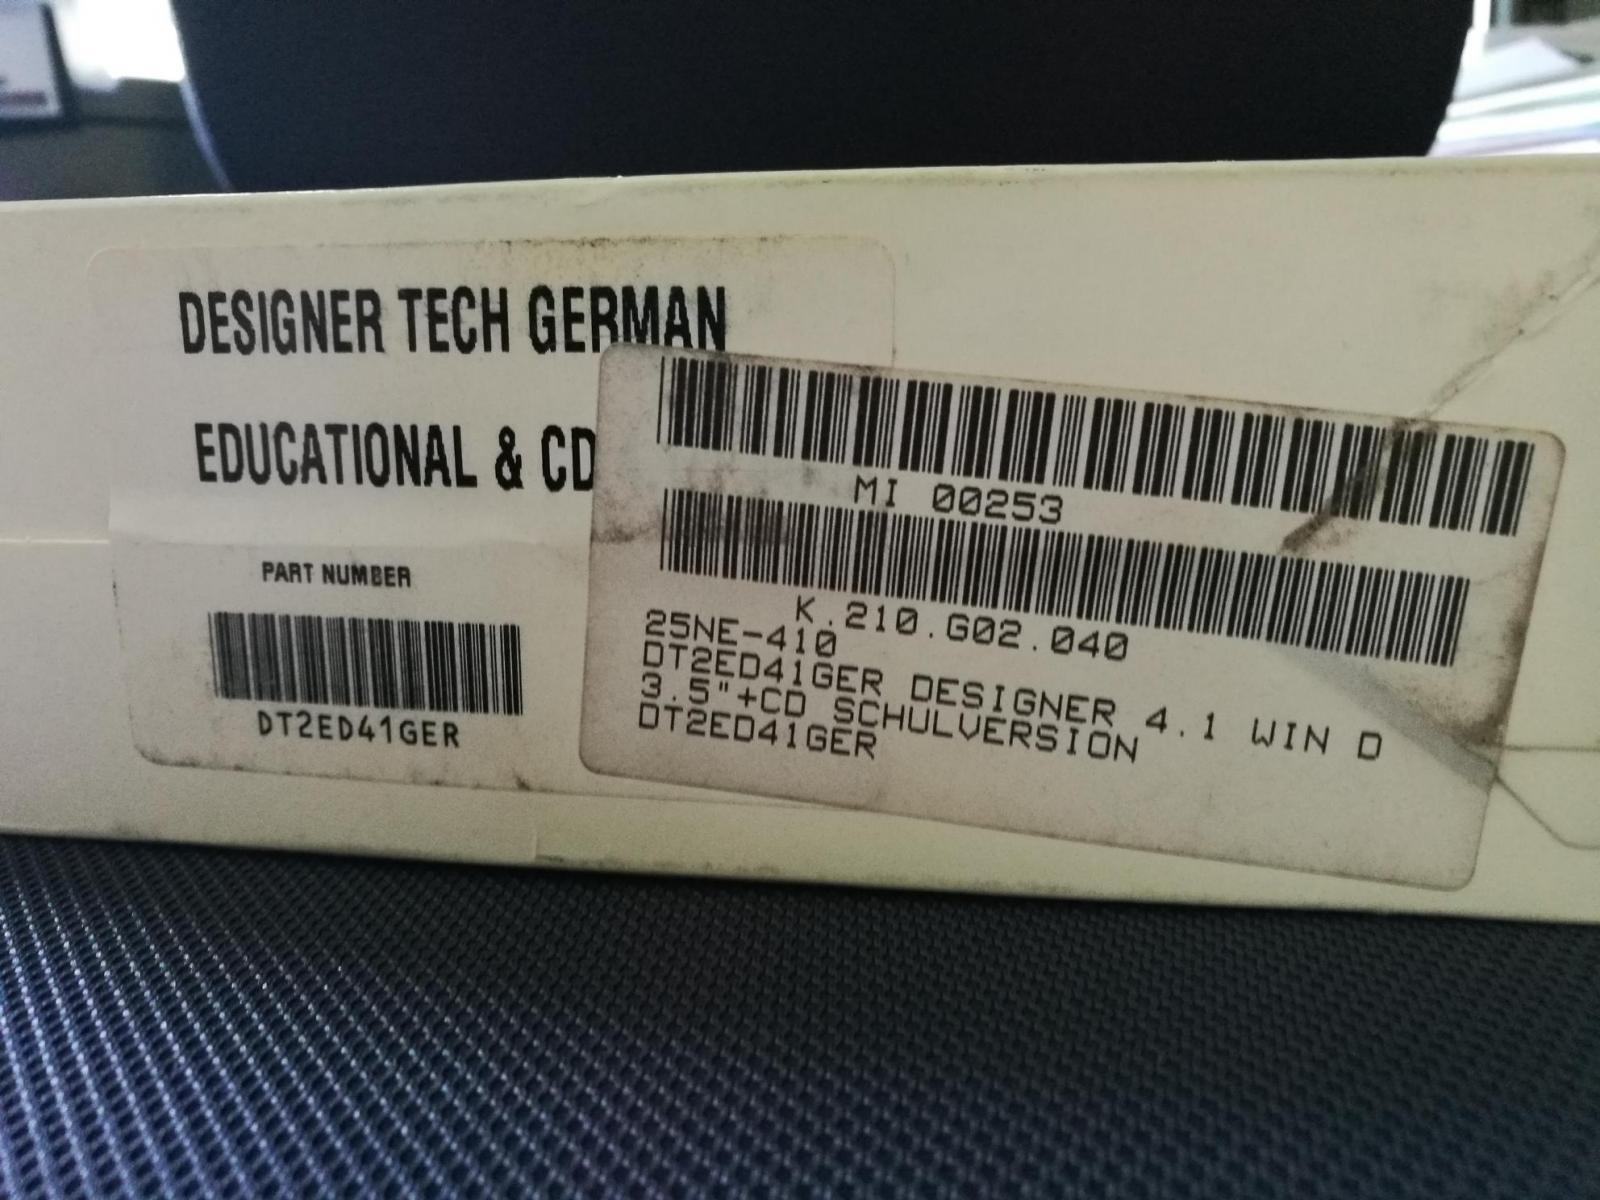 DESIGNER TECH GERMAN
EDUCATIONAL & CD
PART NUMBER
DT2ED41GER
MI 00253
K.210.G02.040
25NE-410
DT2ED41GER DESIGNER 4.1 WIN D
3.5"+CD SCHULVERSION
DT2ED41GER